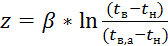 z = β * ln (tв − tн) / (tв,а − tн)